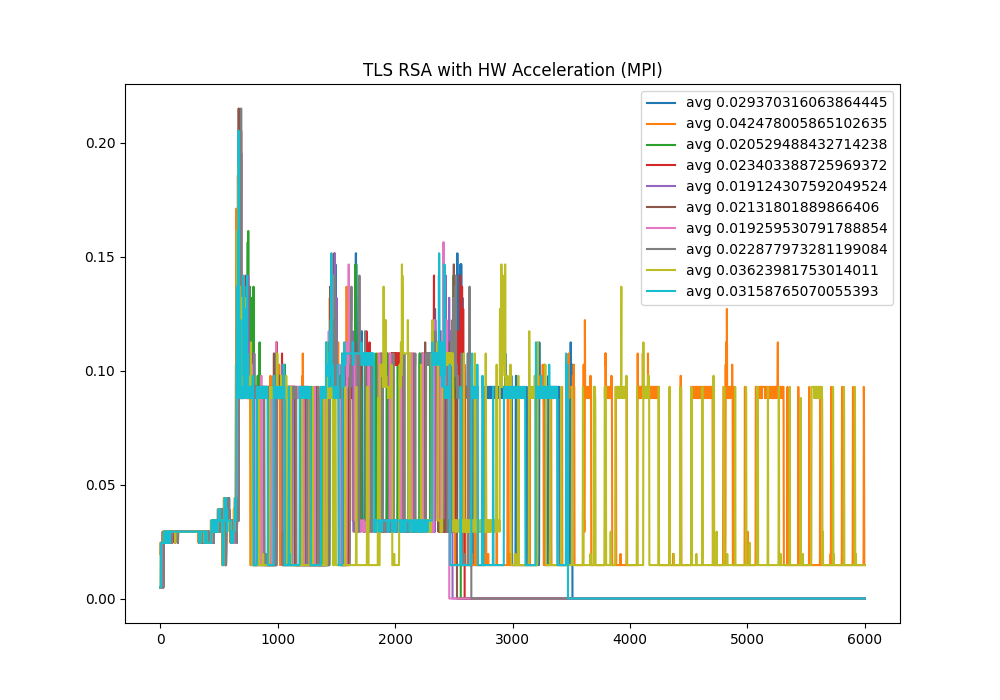 TLS RSA with HW Acceleration (MPI)
avg 0.029370316063864445
avg 0.042478005865102635
avg 0.020529488432714238
avg 0.023403388725969372
avg 0.019124307592049524
avg 0.02131801889866406
avg 0.019259530791788854
avg 0.022877973281199084
avg 0.03623981753014011
avg 0.03158765070055393
0.20
0.15
0.10
0.05
0.00
0 1000 2000 3000 4000 5000 6000